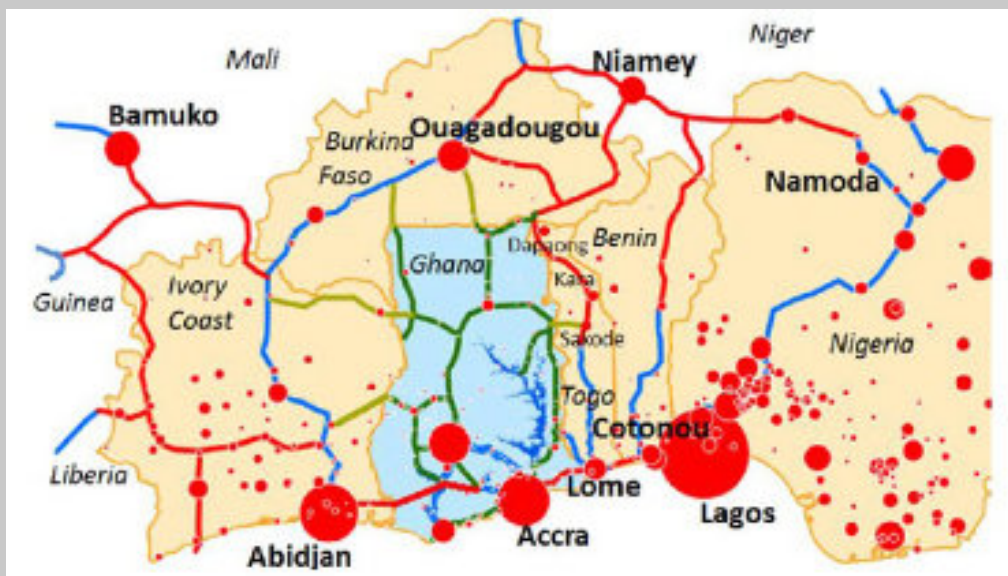 Niger
Mali
Niamey
Bamuko
Ouagadougou
Burkina
Faso
Namoda
Benin
Dapaong
Ghana
Kara
Ivory
Coast
Guinea
Sakode
Nigeria
Togo
Cotonou
Liberia
Lome
Lagos
Accra
Abidjan